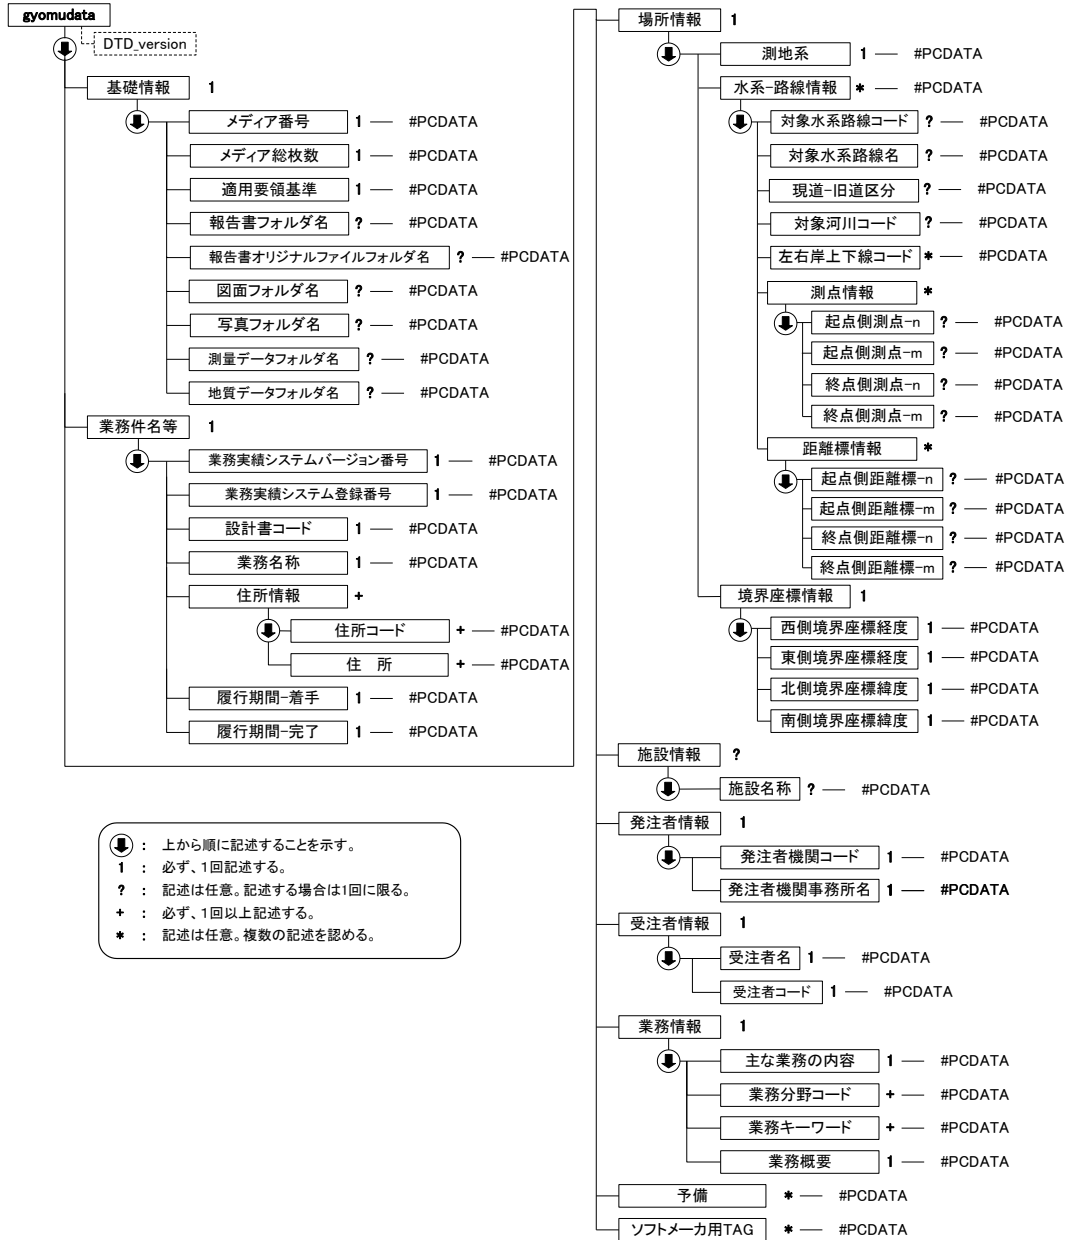 gyomudata
DTD_version
基礎情報 1
メディア番号 1 #PCDATA
メディア総枚数 1 #PCDATA
適用要領基準 1 #PCDATA
報告書フォルダ名 ? #PCDATA
報告書オリジナルファイルフォルダ名 ? #PCDATA
図面フォルダ名 ? #PCDATA
写真フォルダ名 ? #PCDATA
測量データフォルダ名 ? #PCDATA
地質データフォルダ名 ? #PCDATA
業務件名等 1
業務実績システムバージョン番号 1 #PCDATA
業務実績システム登録番号 1 #PCDATA
設計書コード 1 #PCDATA
業務名称 1 #PCDATA
住所情報 +
住所コード + #PCDATA
住 所 + #PCDATA
履行期間-着手 1 #PCDATA
履行期間-完了 1 #PCDATA
場所情報 1
測地系 1 #PCDATA
水系-路線情報 * #PCDATA
対象水系路線コード ? #PCDATA
対象水系路線名 ? #PCDATA
現道-旧道区分 ? #PCDATA
対象河川コード ? #PCDATA
左右岸上下線コード * #PCDATA
測点情報 *
起点側測点-n ? #PCDATA
起点側測点-m ? #PCDATA
終点側測点-n ? #PCDATA
終点側測点-m ? #PCDATA
距離標情報 *
起点側距離標-n ? #PCDATA
起点側距離標-m ? #PCDATA
終点側距離標-n ? #PCDATA
終点側距離標-m ? #PCDATA
境界座標情報 1
西側境界座標経度 1 #PCDATA
東側境界座標経度 1 #PCDATA
北側境界座標緯度 1 #PCDATA
南側境界座標緯度 1 #PCDATA
施設情報 ?
施設名称 ? #PCDATA
発注者情報 1
発注者機関コード 1 #PCDATA
発注者機関事務所名 1 #PCDATA
受注者情報 1
受注者名 1 #PCDATA
受注者コード 1 #PCDATA
業務情報 1
主な業務の内容 1 #PCDATA
業務分野コード + #PCDATA
業務キーワード + #PCDATA
業務概要 1 #PCDATA
予備 * #PCDATA
ソフトメーカ用TAG * #PCDATA
: 上から順に記述することを示す。
1 : 必ず、1回記述する。
? : 記述は任意。記述する場合は1回に限る。
+ : 必ず、1回以上記述する。
* : 記述は任意。複数の記述を認める。